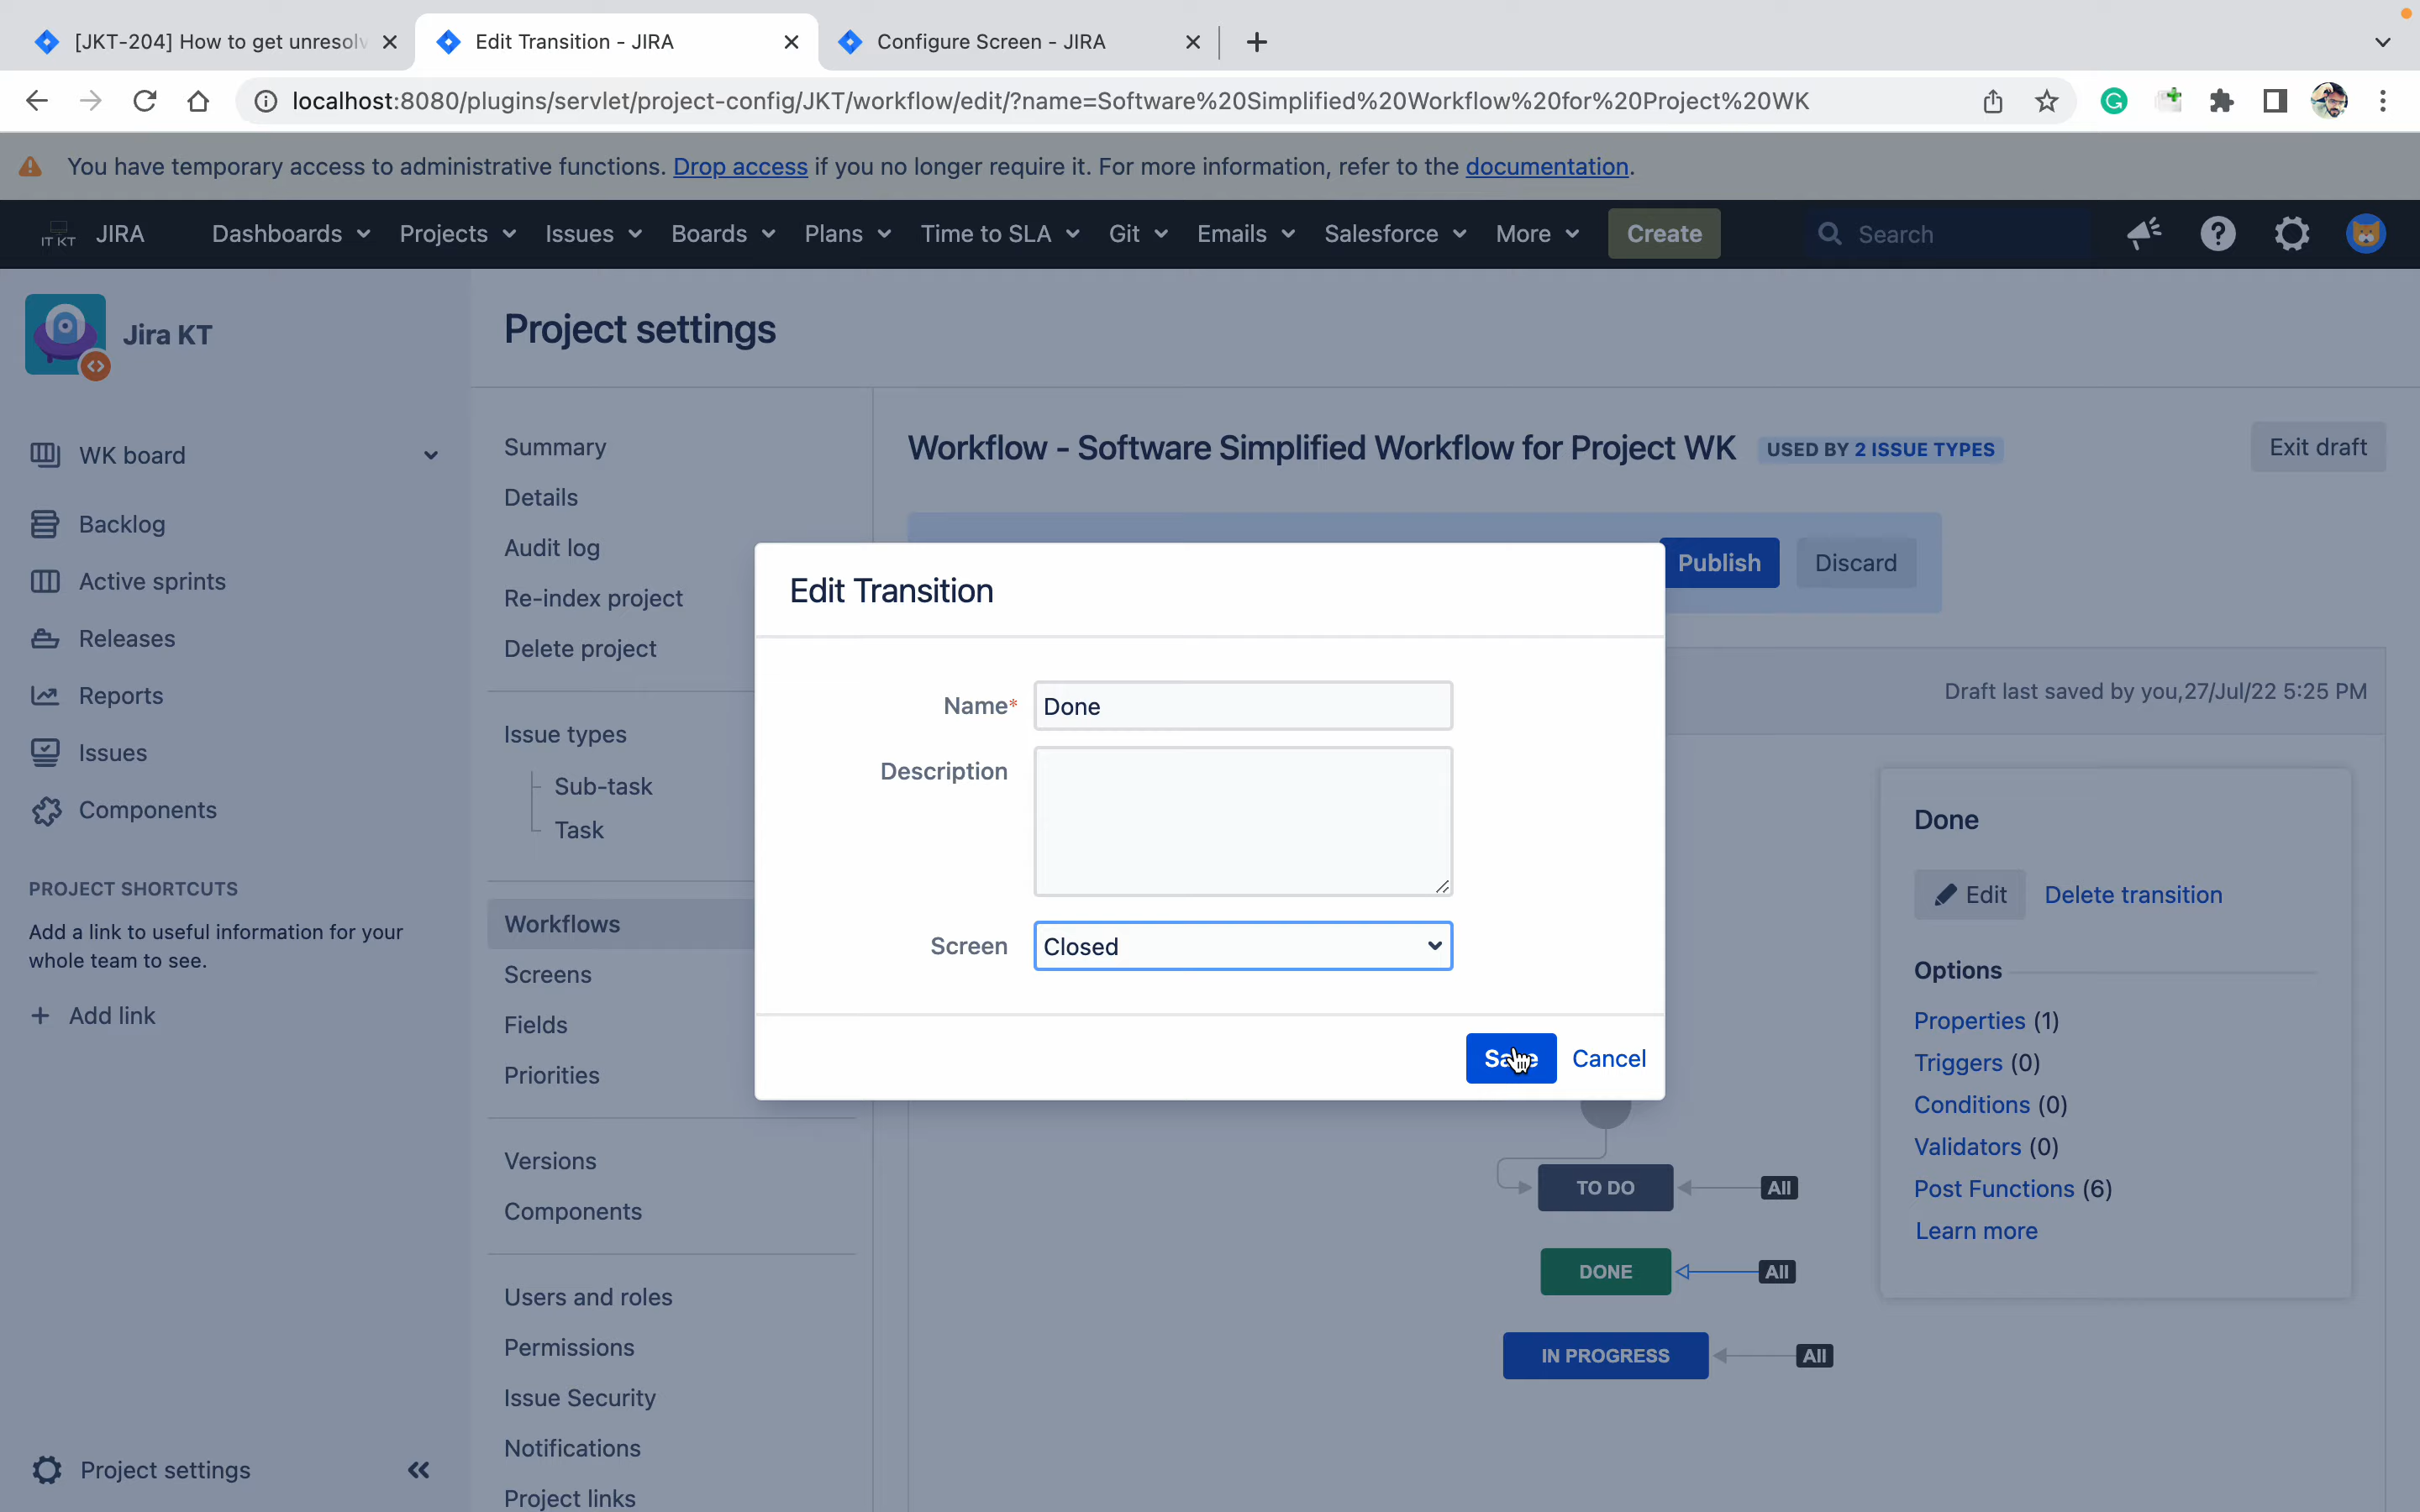 [JKT-204] How to get unresolv
Edit Transition - JIRA
Configure Screen - JIRA
localhost:8080/plugins/servlet/project-config/JKT/workflow/edit/?name=Software%20Simplified%20Workflow%20for%20Project%20WK
You have temporary access to administrative functions. Drop access if you no longer require it. For more information, refer to the documentation.
IT KT JIRA Dashboards Projects Issues Boards Plans Time to SLA Git Emails Salesforce More Create Search
Jira KT
WK board
Backlog
Active sprints
Releases
Reports
Issues
Components
PROJECT SHORTCUTS
Add a link to useful information for your
whole team to see.
Add link
Project settings
Project settings
Summary
Details
Audit log
Re-index project
Delete project
Issue types
Sub-task
Task
Workflows
Screens
Fields
Priorities
Versions
Components
Users and roles
Permissions
Issue Security
Notifications
Project links
Workflow - Software Simplified Workflow for Project WK USED BY 2 ISSUE TYPES
Exit draft
Publish Discard
Draft last saved by you,27/Jul/22 5:25 PM
Edit Transition
Name* Done
Description
Screen Closed
Save Cancel
TO DO All
DONE All
IN PROGRESS All
Done
Edit Delete transition
Options
Properties (1)
Triggers (0)
Conditions (0)
Validators (0)
Post Functions (6)
Learn more